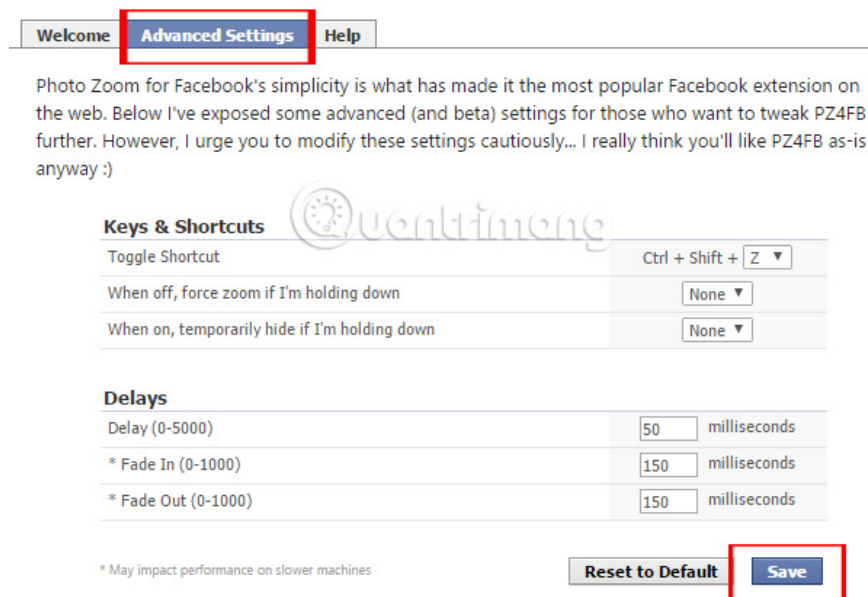 Welcome Advanced Settings Help
Photo Zoom for Facebook's simplicity is what has made it the most popular Facebook extension on
the web. Below I've exposed some advanced (and beta) settings for those who want to tweak PZ4FB
further. However, I urge you to modify these settings cautiously... I really think you'll like PZ4FB as-is
anyway :)
Quantrimang
Keys & Shortcuts
Toggle Shortcut Ctrl + Shift + Z
When off, force zoom if I'm holding down None
When on, temporarily hide if I'm holding down None
Delays
Delay (0-5000) 50 milliseconds
* Fade In (0-1000) 150 milliseconds
* Fade Out (0-1000) 150 milliseconds
* May impact performance on slower machines Reset to Default Save